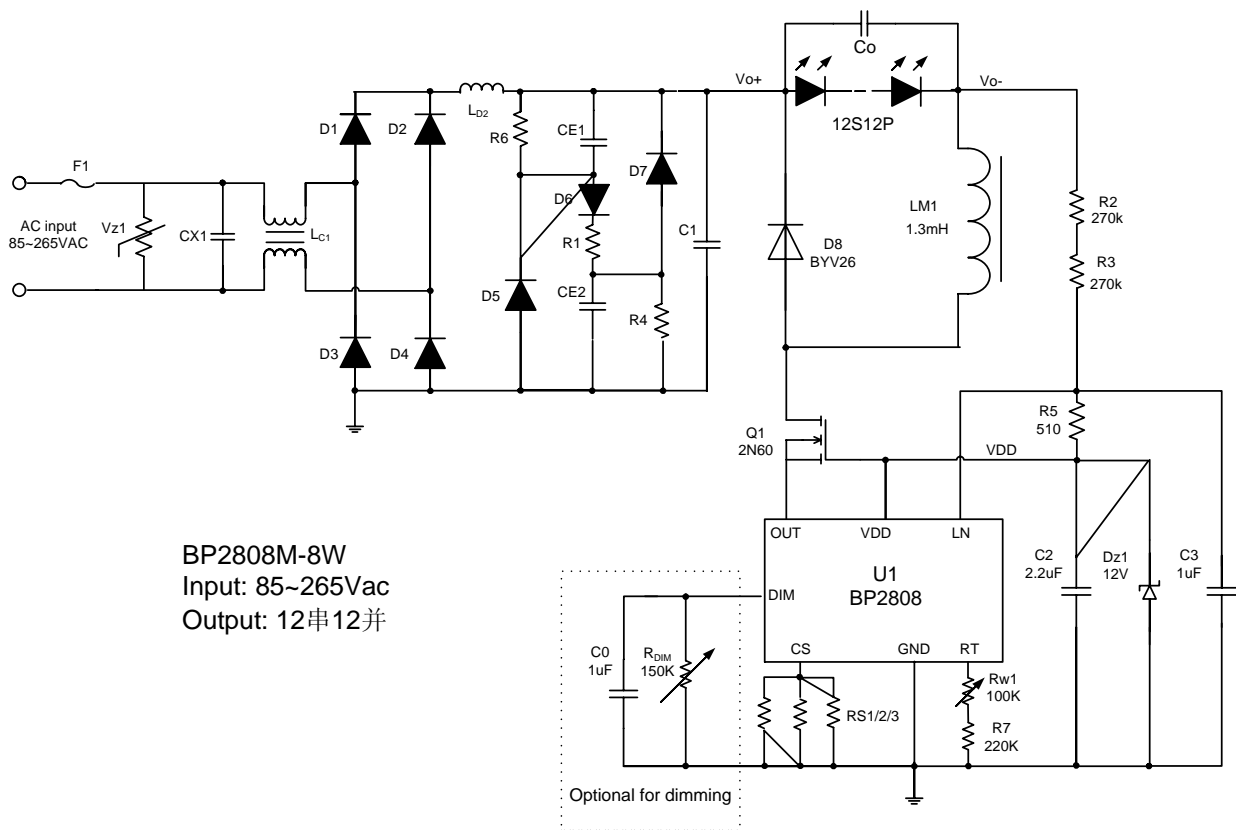 Co
Vo+
Vo-
12S12P
L_D2
D1
D2
R6
CE1
D7
D6
R1
C1
F1
AC input
85~265VAC
Vz1
CX1
L_C1
D5
CE2
R4
D3
D4
D8
BYV26
LM1
1.3mH
R2
270k
R3
270k
R5
510
Q1
2N60
VDD
OUT
VDD
LN
U1
BP2808
DIM
CS
GND
RT
C2
2.2uF
Dz1
12V
C3
1uF
BP2808M-8W
Input: 85~265Vac
Output: 12串12并
C0
1uF
R_DIM
150K
RS1/2/3
Rw1
100K
R7
220K
Optional for dimming